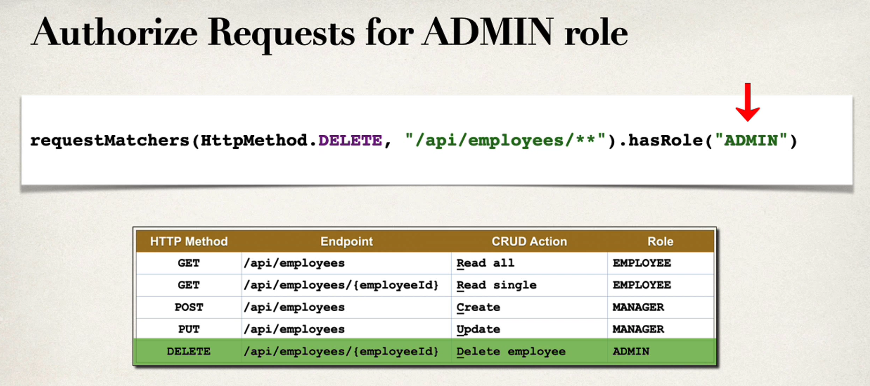 Authorize Requests for ADMIN role
requestMatchers(HttpMethod.DELETE, "/api/employees/**").hasRole("ADMIN")
HTTP Method Endpoint CRUD Action Role
GET /api/employees Read all EMPLOYEE
GET /api/employees/{employeeId} Read single EMPLOYEE
POST /api/employees Create MANAGER
PUT /api/employees Update MANAGER
DELETE /api/employees/{employeeId} Delete employee ADMIN